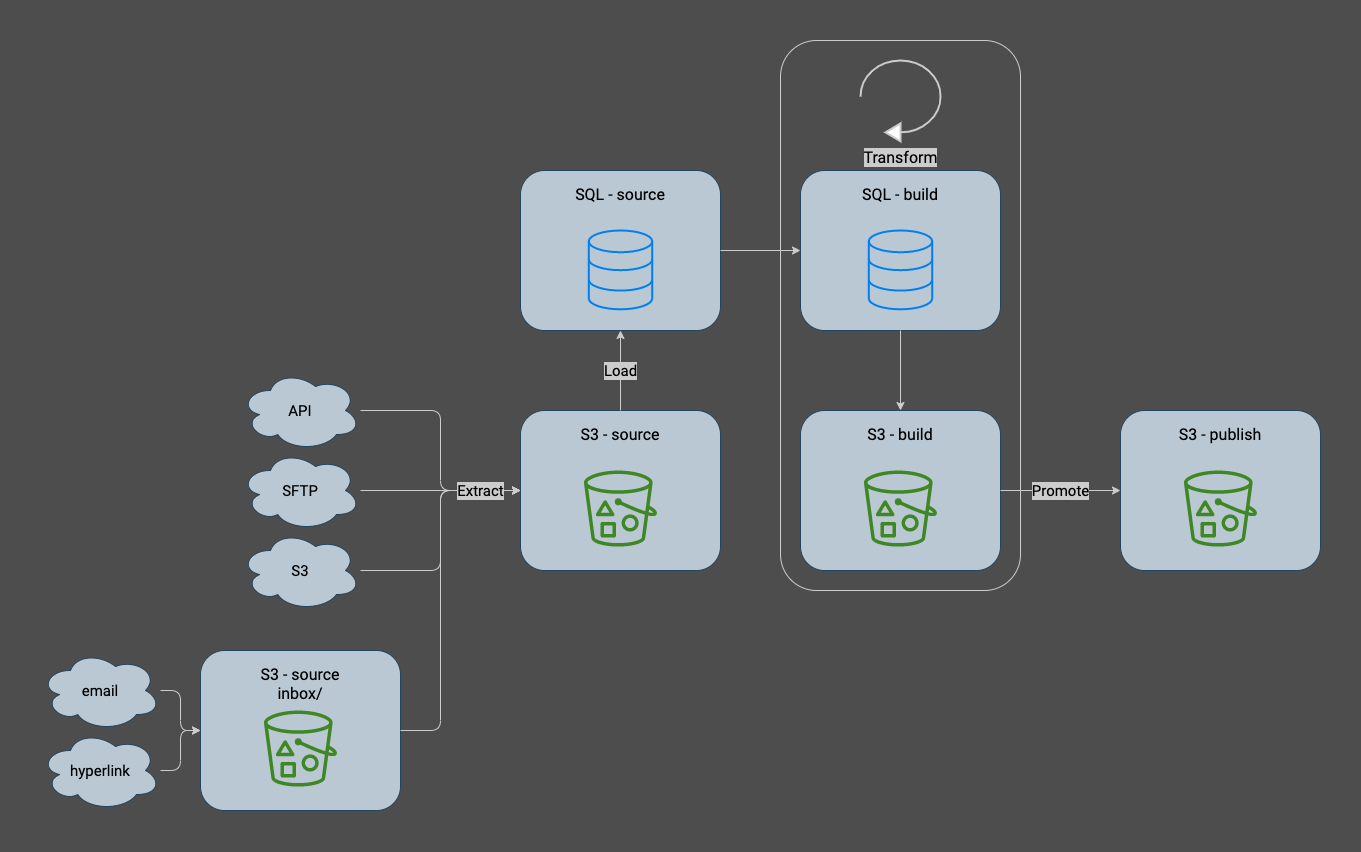 Transform
SQL - source
SQL - build
Load
API
S3 - source
S3 - build
S3 - publish
SFTP
Extract
Promote
S3
S3 - source
inbox/
email
hyperlink